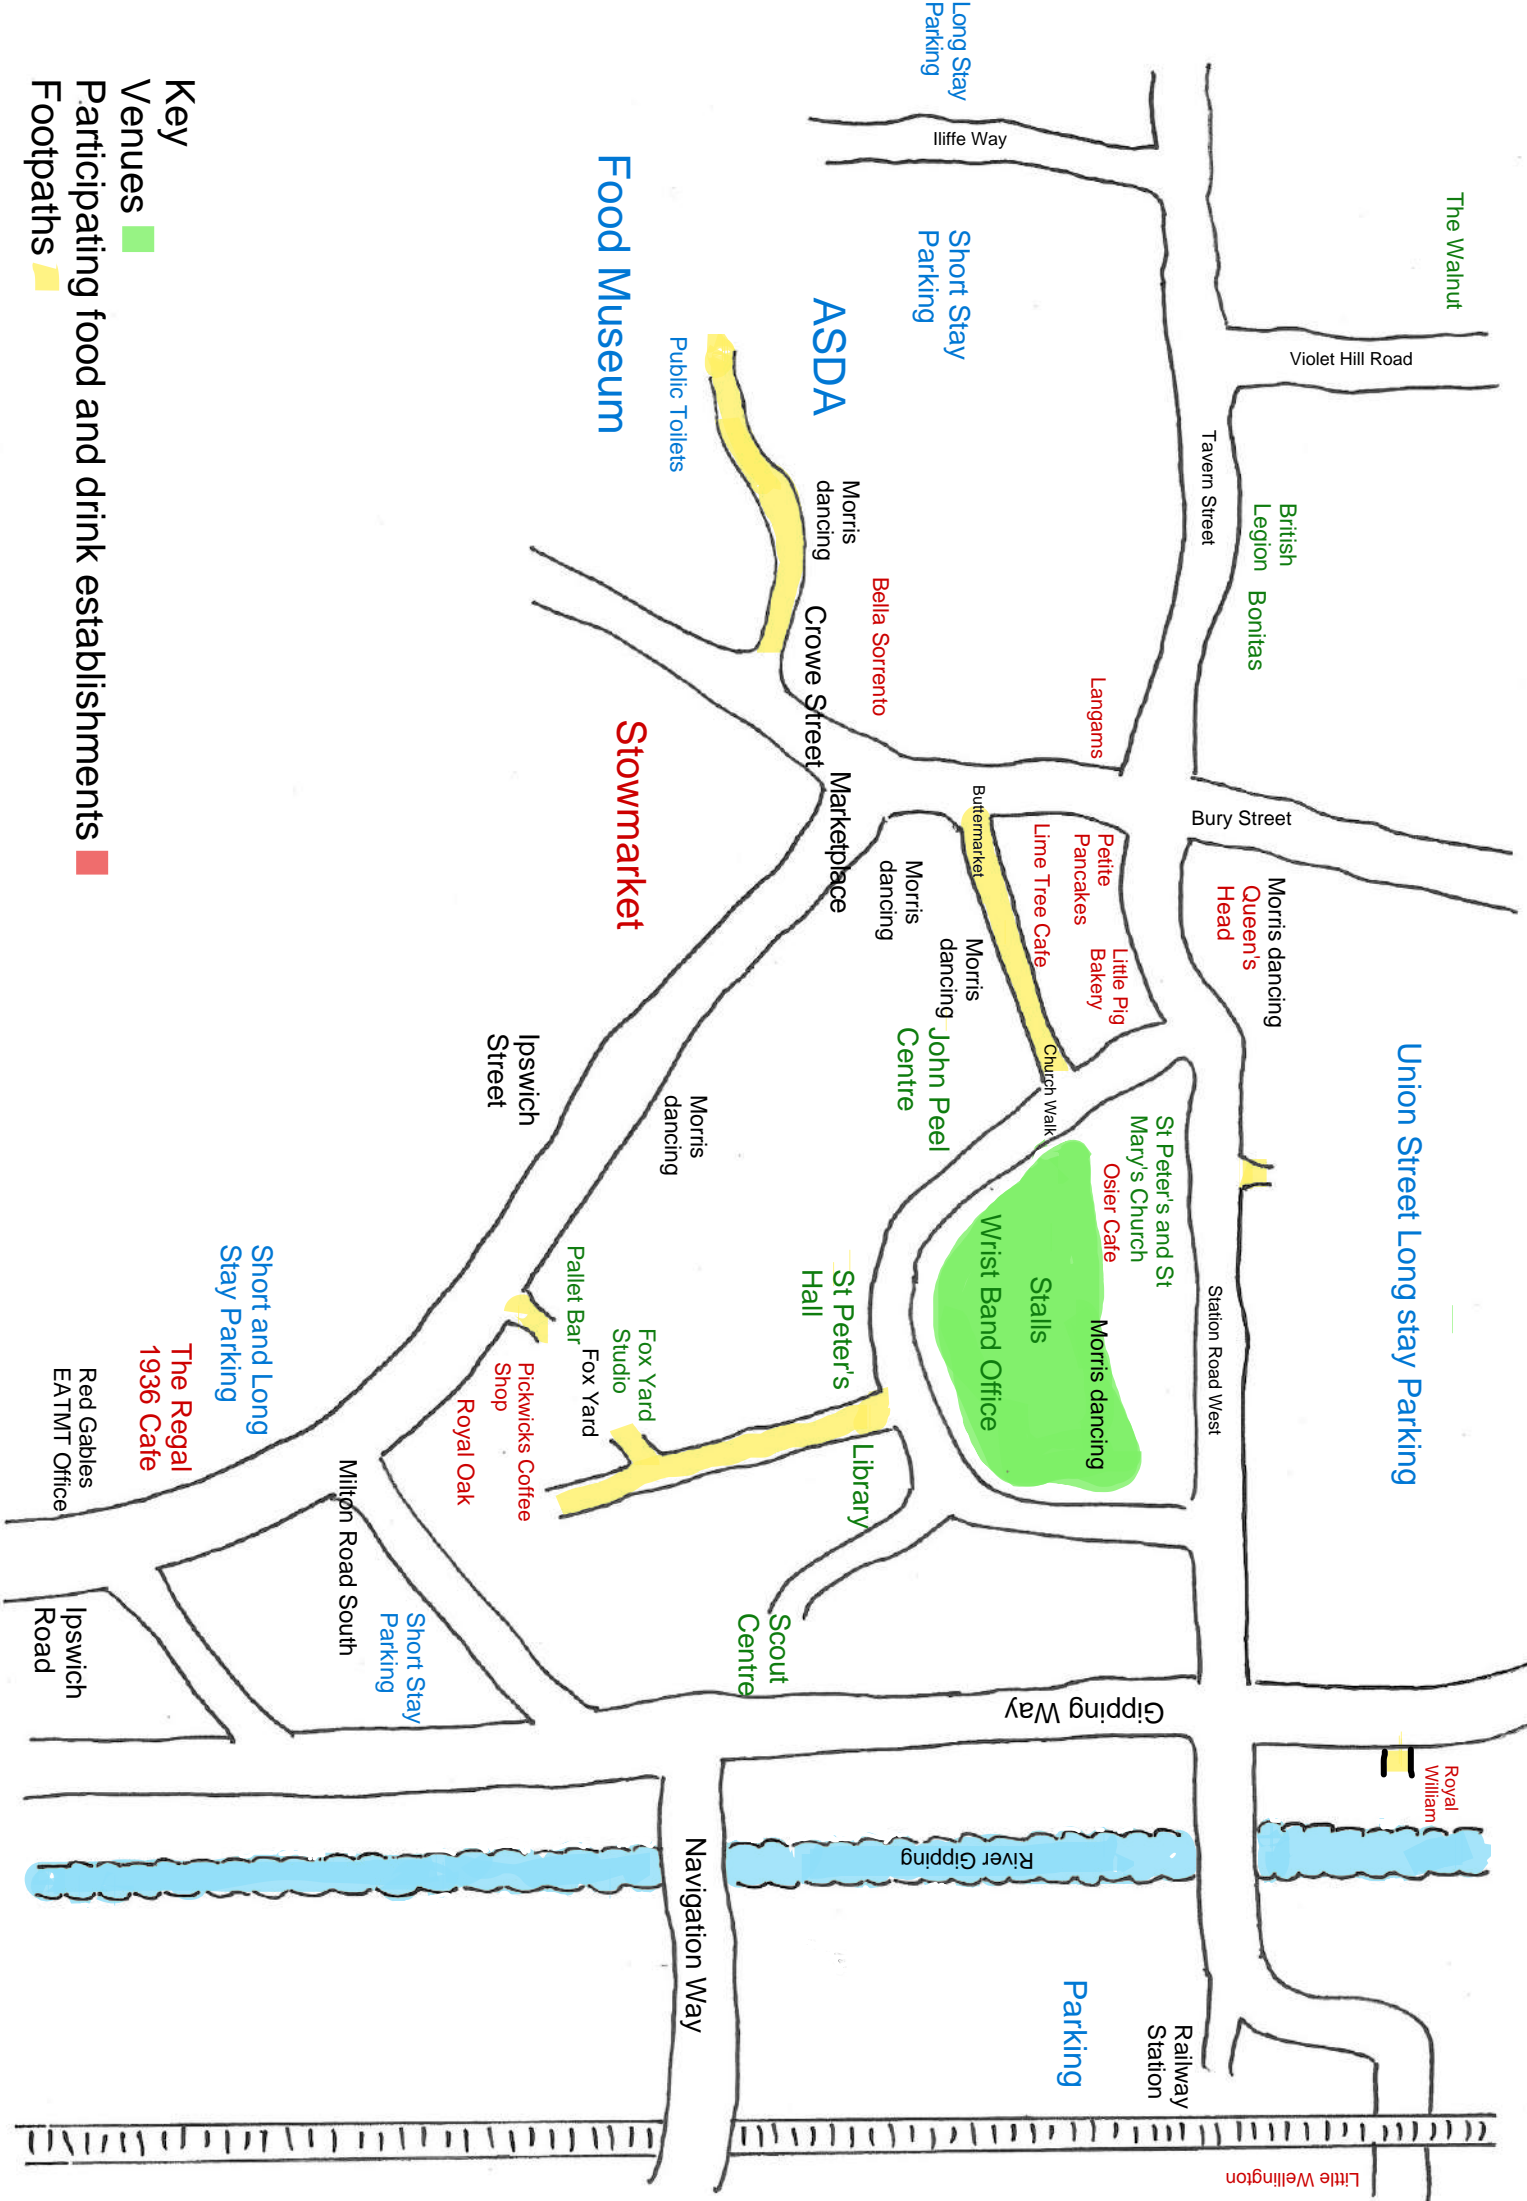 Long Stay
Parking
Iliffe Way
The Walnut
Short Stay
Parking
Violet Hill Road
Food Museum
ASDA
Public Toilets
Tavern Street
British
Legion
Bonitas
Morris
dancing
Bella Sorrento
Langams
Crowe Street
Marketplace
Buttermarket
Bury Street
Stowmarket
Petite
Pancakes
Lime Tree Cafe
Little Pig
Bakery
Morris dancing
Queen's
Head
Morris
dancing
Morris
dancing
John Peel
Centre
Church Walk
Union Street Long stay Parking
Ipswich
Street
Morris
dancing
St Peter's and St
Mary's Church
Osier Cafe
Stalls
Wrist Band Office
Morris dancing
Station Road West
St Peter's
Hall
Pallet Bar
Fox Yard
Studio
Fox Yard
Pickwicks Coffee
Shop
Royal Oak
Library
Short and Long
Stay Parking
The Regal
1936 Cafe
Red Gables
EATMT Office
Milton Road South
Short Stay
Parking
Ipswich
Road
Scout
Centre
Gipping Way
Royal
William
River Gipping
Navigation Way
Parking
Railway
Station
Little Wellington
Key
Venues
Participating food and drink establishments
Footpaths